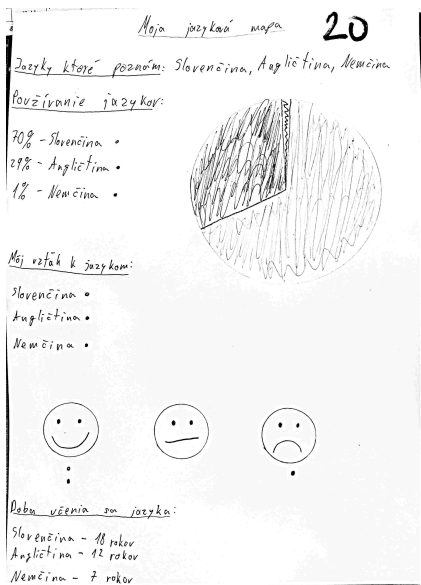 Moja jazyková mapa
20
Jazyky ktoré poznám: Slovenčina, Angličtina, Nemčina
Používanie jazykov:
70% - Slovenčina
29% - Angličtina
1% - Nemčina
Môj vzťah k jazykom:
Slovenčina
Angličtina
Nemčina
Doba učenia sa jazyka:
Slovenčina - 18 rokov
Angličtina - 12 rokov
Nemčina - 7 rokov